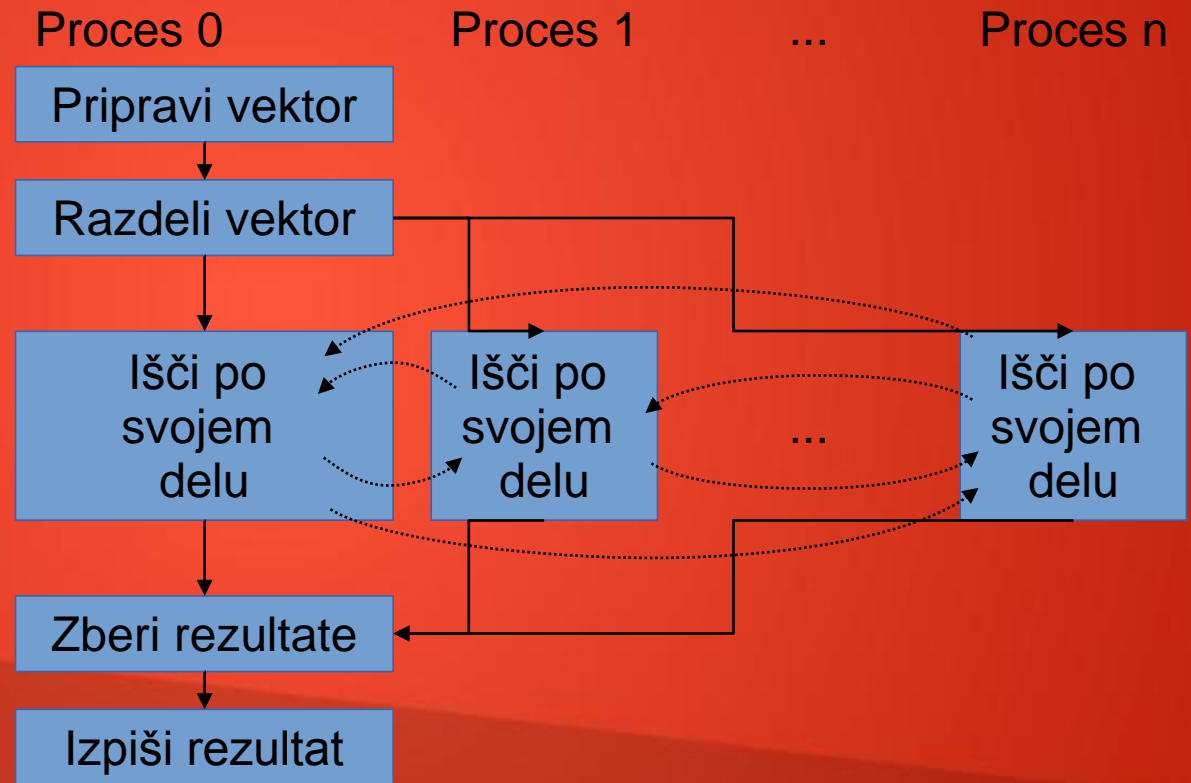 Proces 0 Proces 1 ... Proces n
Pripravi vektor
Razdeli vektor
Išči po
svojem
delu
Išči po
svojem
delu
...
Išči po
svojem
delu
Zberi rezultate
Izpiši rezultat